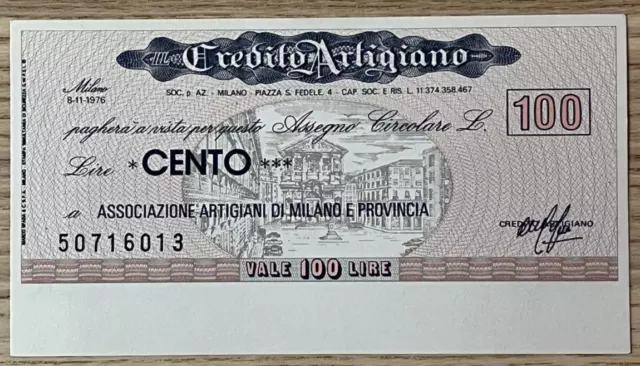 Credito Artigiano
Milano
8-11-1976
SOC. p. AZ. - MILANO - PIAZZA S. FEDELE, 4 - CAP. SOC. E RIS. L. 11.374.358.467
100
pagherà a vista per questo Assegno Circolare L.
Lire * CENTO ***
a ASSOCIAZIONE ARTIGIANI DI MILANO E PROVINCIA
50716013
CREDITO ARTIGIANO
VALE 100 LIRE